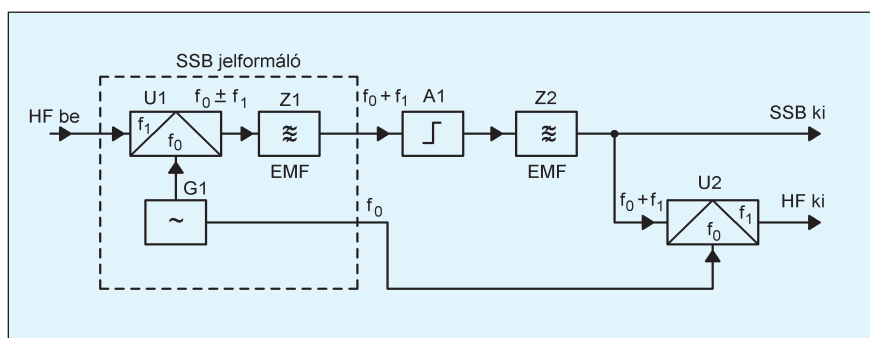 SSB jelformáló
HF be
U1
f₀ ± f₁
Z1
f₀ + f₁
A1
Z2
SSB ki
f₁
f₀
EMF
EMF
G1
~
f₀
f₀ + f₁
U2
f₁
f₀
HF ki